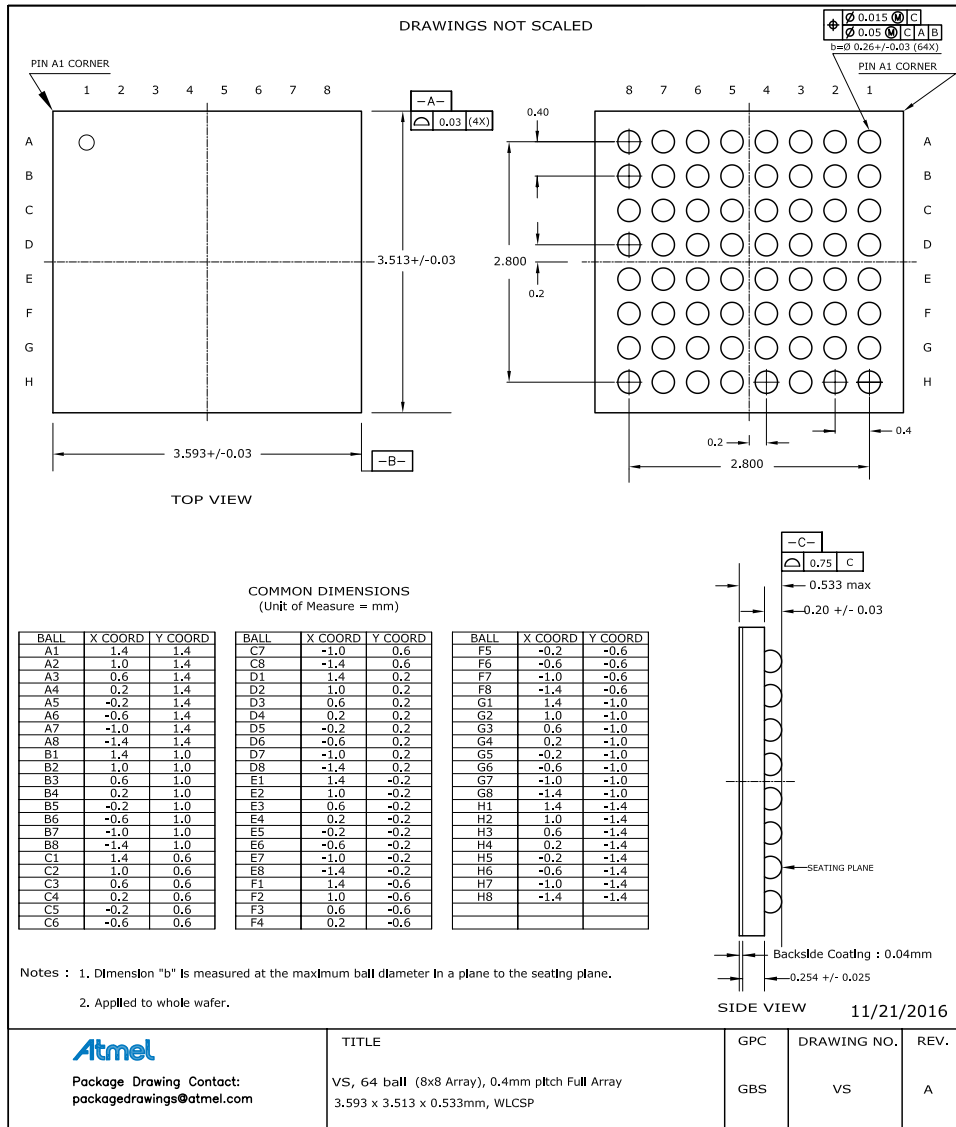 DRAWINGS NOT SCALED
⌖ Ø 0.015 Ⓜ C
Ø 0.05 Ⓜ C A B
b=Ø 0.26+/-0.03 (64X)
PIN A1 CORNER
PIN A1 CORNER
1 2 3 4 5 6 7 8
8 7 6 5 4 3 2 1
-A-
0.03 (4X)
0.40
A
B
C
D
E
F
G
H
3.513+/-0.03
2.800
0.2
A
B
C
D
E
F
G
H
3.593+/-0.03
-B-
0.2
0.4
2.800
TOP VIEW
-C-
0.75 C
0.533 max
0.20 +/- 0.03
COMMON DIMENSIONS
(Unit of Measure = mm)
BALL X COORD Y COORD
A1 1.4 1.4
A2 1.0 1.4
A3 0.6 1.4
A4 0.2 1.4
A5 -0.2 1.4
A6 -0.6 1.4
A7 -1.0 1.4
A8 -1.4 1.4
B1 1.4 1.0
B2 1.0 1.0
B3 0.6 1.0
B4 0.2 1.0
B5 -0.2 1.0
B6 -0.6 1.0
B7 -1.0 1.0
B8 -1.4 1.0
C1 1.4 0.6
C2 1.0 0.6
C3 0.6 0.6
C4 0.2 0.6
C5 -0.2 0.6
C6 -0.6 0.6
BALL X COORD Y COORD
C7 -1.0 0.6
C8 -1.4 0.6
D1 1.4 0.2
D2 1.0 0.2
D3 0.6 0.2
D4 0.2 0.2
D5 -0.2 0.2
D6 -0.6 0.2
D7 -1.0 0.2
D8 -1.4 0.2
E1 1.4 -0.2
E2 1.0 -0.2
E3 0.6 -0.2
E4 0.2 -0.2
E5 -0.2 -0.2
E6 -0.6 -0.2
E7 -1.0 -0.2
E8 -1.4 -0.2
F1 1.4 -0.6
F2 1.0 -0.6
F3 0.6 -0.6
F4 0.2 -0.6
BALL X COORD Y COORD
F5 -0.2 -0.6
F6 -0.6 -0.6
F7 -1.0 -0.6
F8 -1.4 -0.6
G1 1.4 -1.0
G2 1.0 -1.0
G3 0.6 -1.0
G4 0.2 -1.0
G5 -0.2 -1.0
G6 -0.6 -1.0
G7 -1.0 -1.0
G8 -1.4 -1.0
H1 1.4 -1.4
H2 1.0 -1.4
H3 0.6 -1.4
H4 0.2 -1.4
H5 -0.2 -1.4
H6 -0.6 -1.4
H7 -1.0 -1.4
H8 -1.4 -1.4
SEATING PLANE
Backside Coating : 0.04mm
0.254 +/- 0.025
SIDE VIEW
Notes : 1. Dimension "b" is measured at the maximum ball diameter in a plane to the seating plane.
2. Applied to whole wafer.
11/21/2016
Atmel
Package Drawing Contact:
packagedrawings@atmel.com
TITLE
VS, 64 ball (8x8 Array), 0.4mm pitch Full Array
3.593 x 3.513 x 0.533mm, WLCSP
GPC
GBS
DRAWING NO.
VS
REV.
A